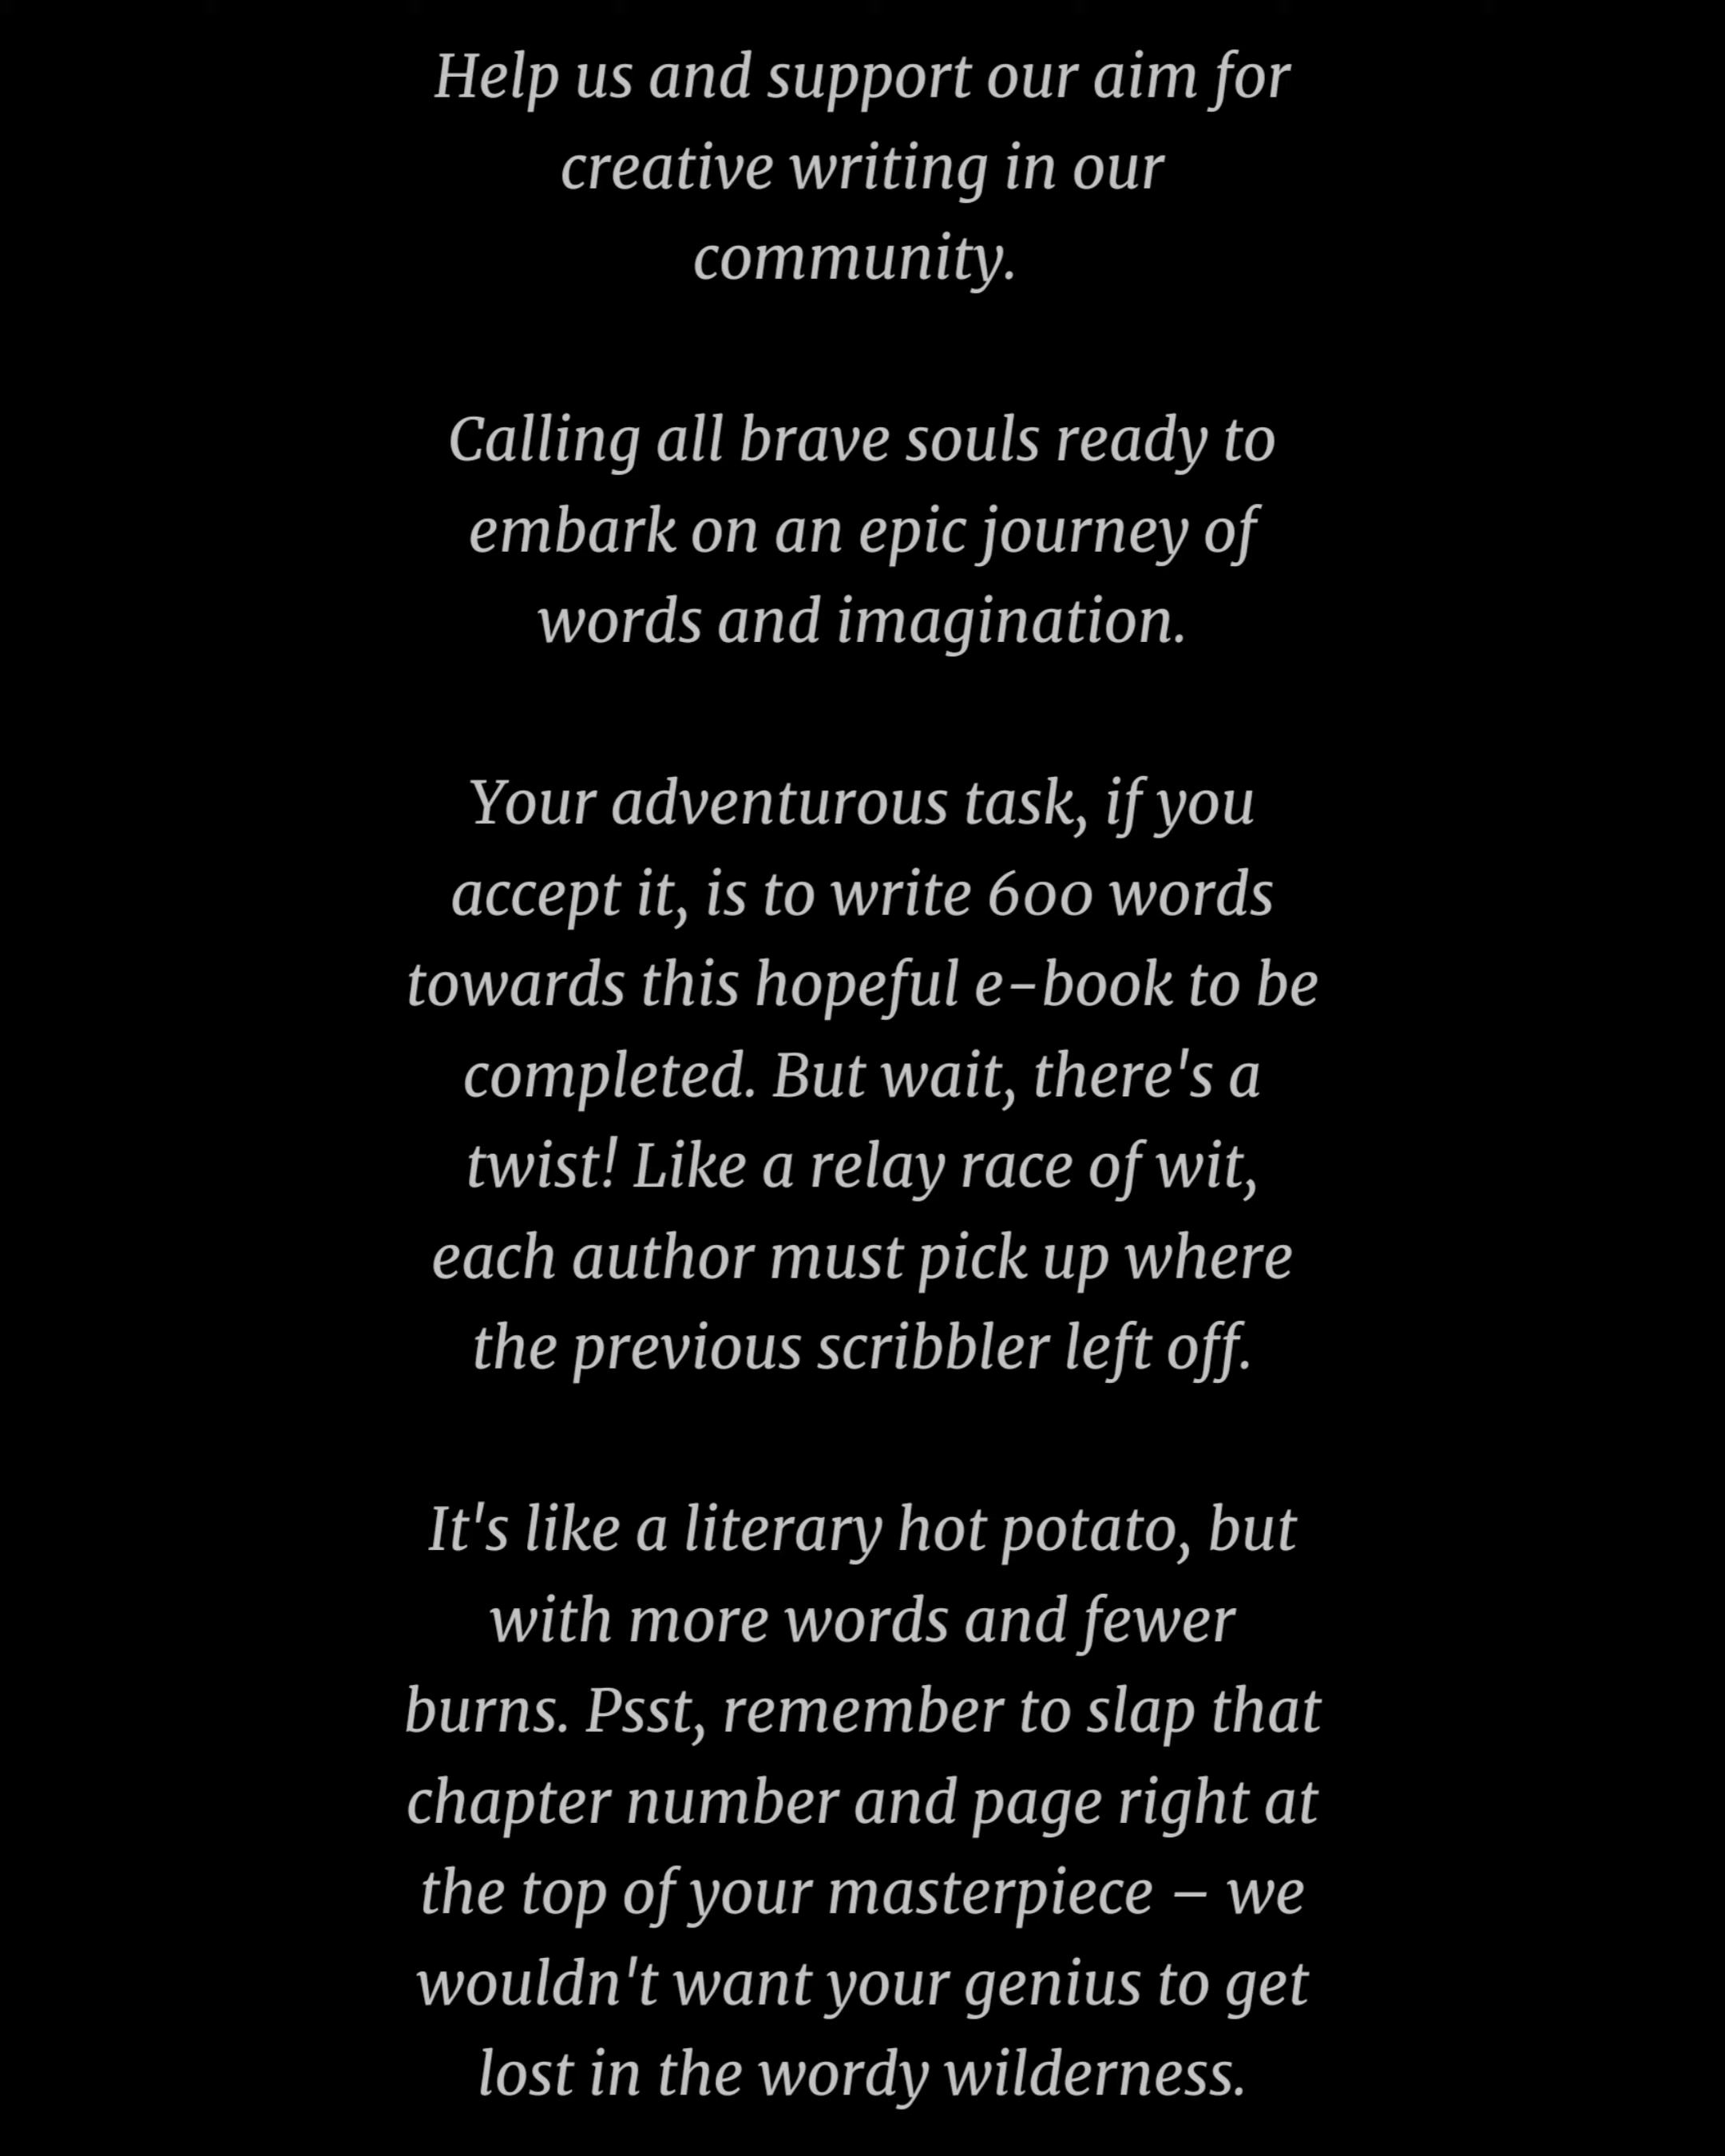 Help us and support our aim for
creative writing in our
community.
Calling all brave souls ready to
embark on an epic journey of
words and imagination.
Your adventurous task, if you
accept it, is to write 600 words
towards this hopeful e-book to be
completed. But wait, there's a
twist! Like a relay race of wit,
each author must pick up where
the previous scribbler left off.
It's like a literary hot potato, but
with more words and fewer
burns. Psst, remember to slap that
chapter number and page right at
the top of your masterpiece – we
wouldn't want your genius to get
lost in the wordy wilderness.